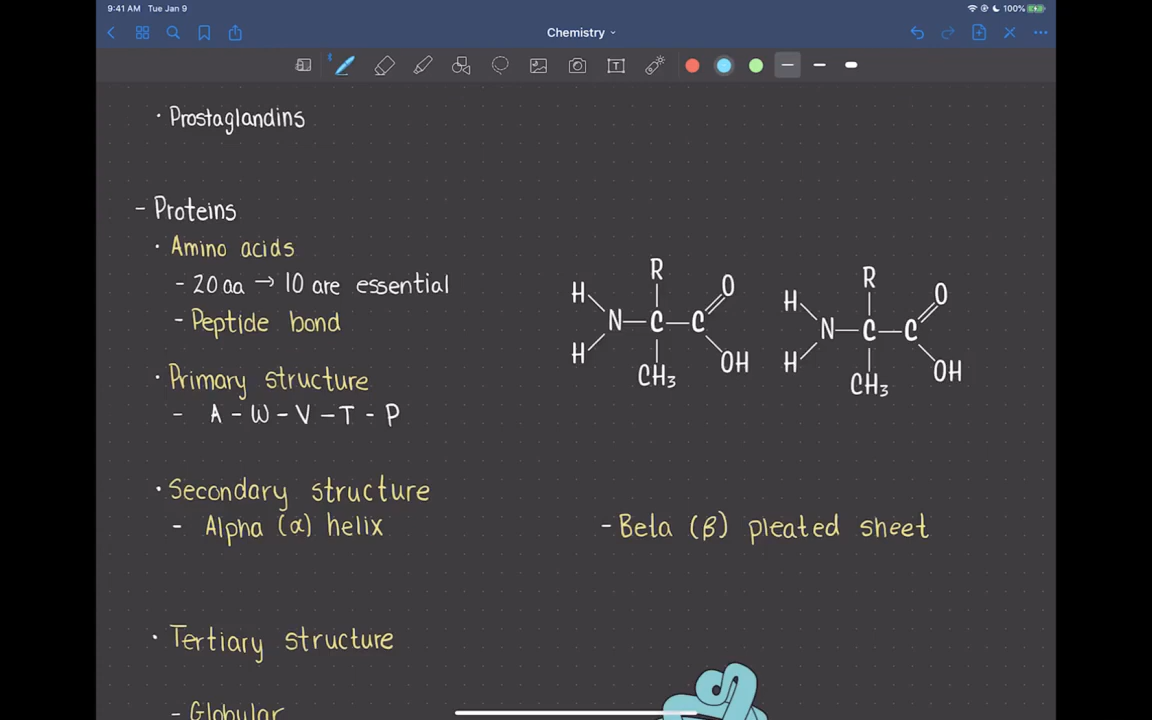 9:41 AM Tue Jan 9
100%
Chemistry
· Prostaglandins
- Proteins
· Amino acids
- 20 aa → 10 are essential
- Peptide bond
R R
H O H O
N—C—C N—C—C
H OH H OH
CH₃ CH₃
· Primary structure
- A - W - V - T - P
· Secondary structure
- Alpha (α) helix - Beta (β) pleated sheet
· Tertiary structure
- Globular